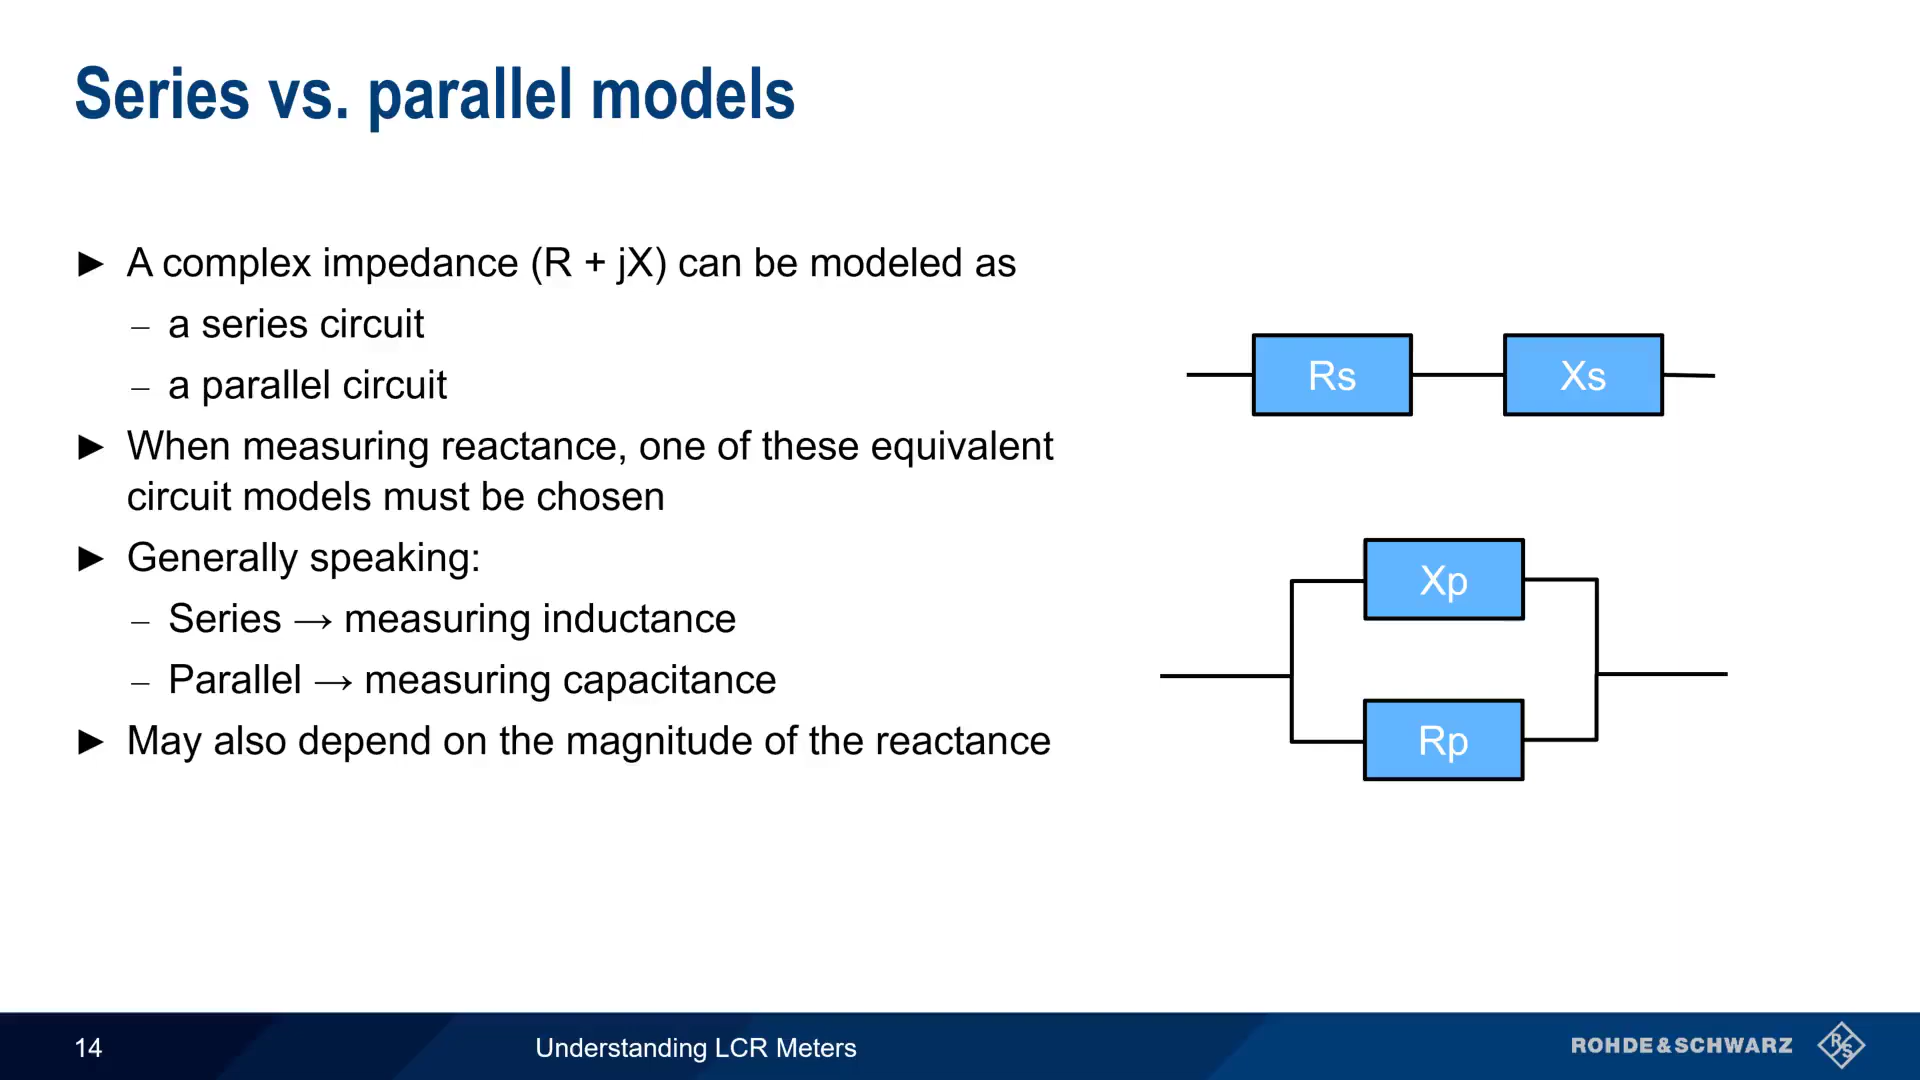 Series vs. parallel models
► A complex impedance (R + jX) can be modeled as
– a series circuit
– a parallel circuit
► When measuring reactance, one of these equivalent
circuit models must be chosen
► Generally speaking:
– Series → measuring inductance
– Parallel → measuring capacitance
► May also depend on the magnitude of the reactance
Rs Xs
Xp
Rp
14 Understanding LCR Meters ROHDE&SCHWARZ R S